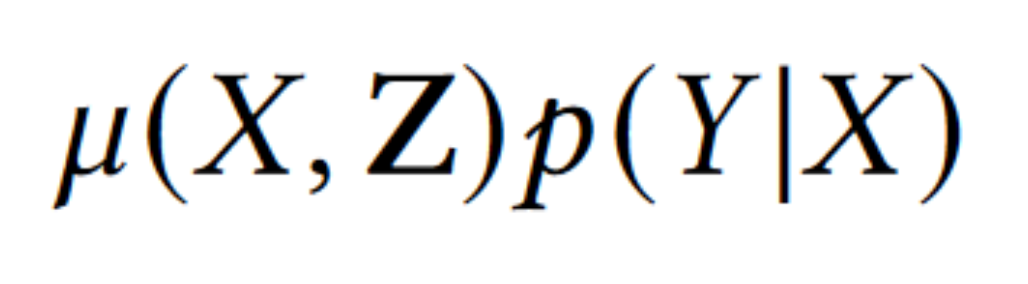 μ(X, Z)p(Y|X)